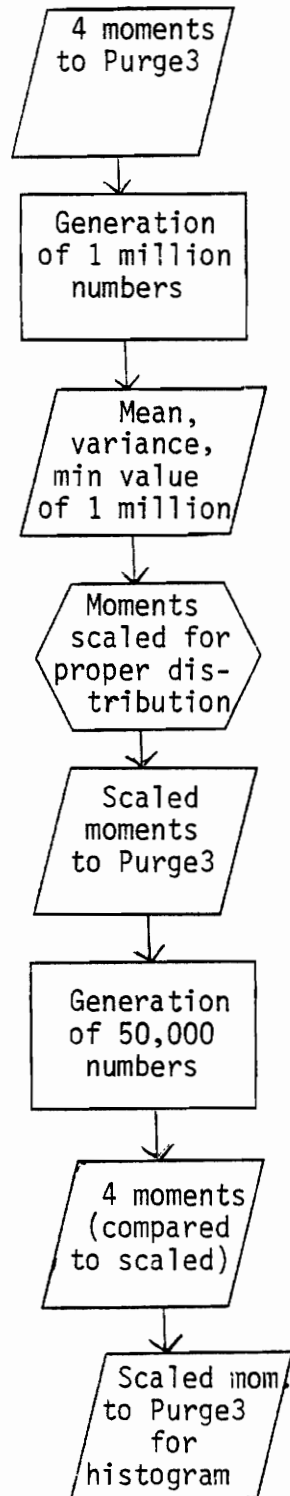 4 moments
to Purge3
Generation
of 1 million
numbers
Mean,
variance,
min value
of 1 million
Moments
scaled for
proper dis-
tribution
Scaled
moments
to Purge3
Generation
of 50,000
numbers
4 moments
(compared
to scaled)
Scaled mom.
to Purge3
for
histogram